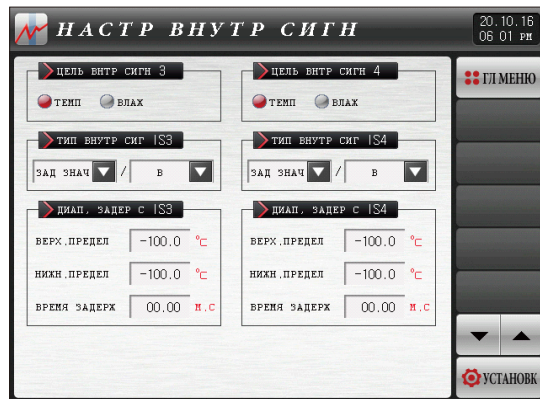 НАСТР ВНУТР СИГН
20.10.16
06 01 PM
ЦЕЛЬ ВНТР СИГН 3
ТЕМП ВЛАХ
ТИП ВНУТР СИГ IS3
ЗАД ЗНАЧ / В
ДИАП, ЗАДЕР С IS3
ВЕРХ.ПРЕДЕЛ -100.0 °C
НИЖН.ПРЕДЕЛ -100.0 °C
ВРЕМЯ ЗАДЕРЖ 00.00 М.С
ЦЕЛЬ ВНТР СИГН 4
ТЕМП ВЛАХ
ТИП ВНУТР СИГ IS4
ЗАД ЗНАЧ / В
ДИАП, ЗАДЕР С IS4
ВЕРХ.ПРЕДЕЛ -100.0 °C
НИЖН.ПРЕДЕЛ -100.0 °C
ВРЕМЯ ЗАДЕРЖ 00.00 М.С
ГЛ МЕНЮ
УСТАНОВК